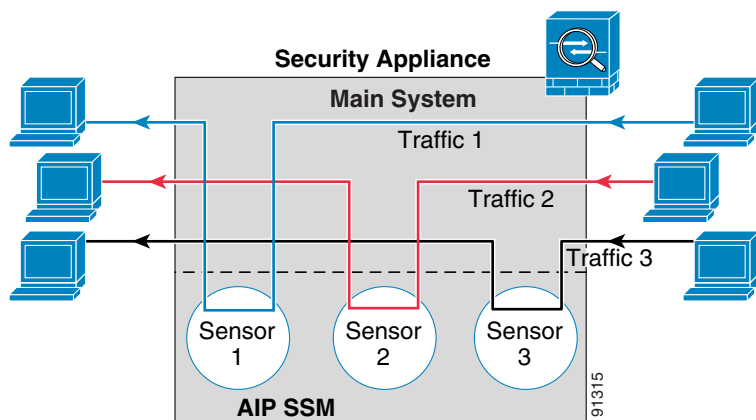 Security Appliance
Main System
Traffic 1
Traffic 2
Traffic 3
Sensor
1
Sensor
2
Sensor
3
AIP SSM
91315